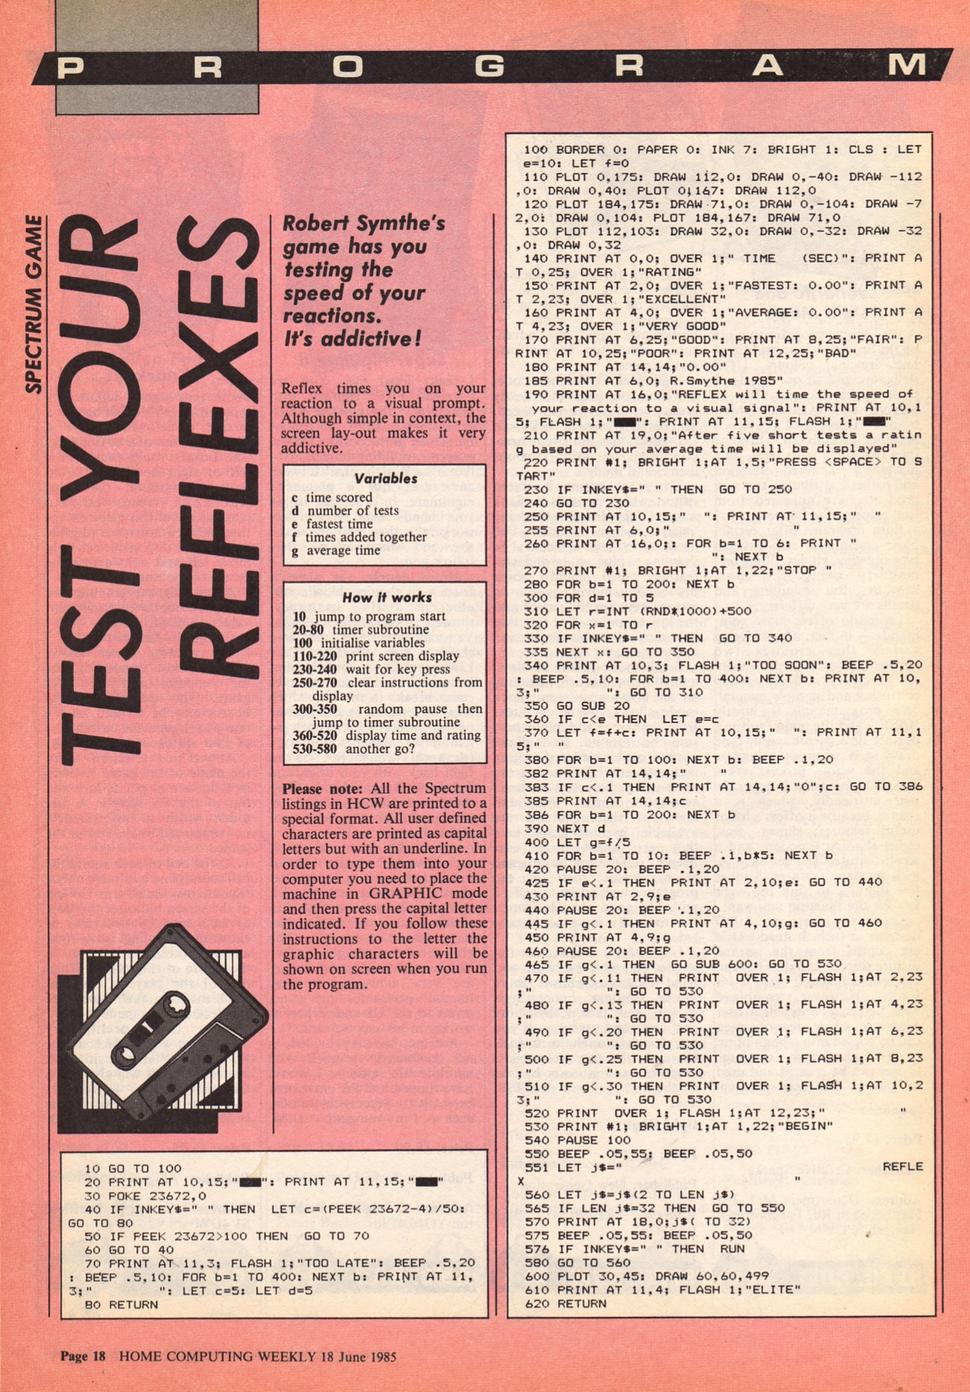 PROGRAM
SPECTRUM GAME
TEST YOUR
REFLEXES
Robert Symthe's
game has you
testing the
speed of your
reactions.
It's addictive!
Reflex times you on your
reaction to a visual prompt.
Although simple in context, the
screen lay-out makes it very
addictive.
Variables
c time scored
d number of tests
e fastest time
f times added together
g average time
How it works
10 jump to program start
20-80 timer subroutine
100 initialise variables
110-220 print screen display
230-240 wait for key press
250-270 clear instructions from
display
300-350 random pause then
jump to timer subroutine
360-520 display time and rating
530-580 another go?
Please note: All the Spectrum
listings in HCW are printed to a
special format. All user defined
characters are printed as capital
letters but with an underline. In
order to type them into your
computer you need to place the
machine in GRAPHIC mode
and then press the capital letter
indicated. If you follow these
instructions to the letter the
graphic characters will be
shown on screen when you run
the program.
10 GO TO 100
20 PRINT AT 10,15;"■■": PRINT AT 11,15;"■■"
30 POKE 23672,0
40 IF INKEY$=" " THEN LET c=(PEEK 23672-4)/50:
GO TO 80
50 IF PEEK 23672>100 THEN GO TO 70
60 GO TO 40
70 PRINT AT 11,3; FLASH 1;"TOO LATE": BEEP .5,20
: BEEP .5,10: FOR b=1 TO 400: NEXT b: PRINT AT 11,
3;"        ": LET c=5: LET d=5
80 RETURN
100 BORDER 0: PAPER 0: INK 7: BRIGHT 1: CLS : LET
e=10: LET f=0
110 PLOT 0,175: DRAW 112,0: DRAW 0,-40: DRAW -112
,0: DRAW 0,40: PLOT 0,167: DRAW 112,0
120 PLOT 184,175: DRAW 71,0: DRAW 0,-104: DRAW -7
2,0: DRAW 0,104: PLOT 184,167: DRAW 71,0
130 PLOT 112,103: DRAW 32,0: DRAW 0,-32: DRAW -32
,0: DRAW 0,32
140 PRINT AT 0,0; OVER 1;" TIME   (SEC)": PRINT A
T 0,25; OVER 1;"RATING"
150 PRINT AT 2,0; OVER 1;"FASTEST: 0.00": PRINT A
T 2,23; OVER 1;"EXCELLENT"
160 PRINT AT 4,0; OVER 1;"AVERAGE: 0.00": PRINT A
T 4,23; OVER 1;"VERY GOOD"
170 PRINT AT 6,25;"GOOD": PRINT AT 8,25;"FAIR": P
RINT AT 10,25;"POOR": PRINT AT 12,25;"BAD"
180 PRINT AT 14,14;"0.00"
185 PRINT AT 6,0; R.Smythe 1985"
190 PRINT AT 16,0;"REFLEX will time the speed of
your reaction to a visual signal": PRINT AT 10,1
5; FLASH 1;"■■": PRINT AT 11,15; FLASH 1;"■■"
210 PRINT AT 19,0;"After five short tests a ratin
g based on your average time will be displayed"
220 PRINT #1; BRIGHT 1;AT 1,5;"PRESS <SPACE> TO S
TART"
230 IF INKEY$=" " THEN GO TO 250
240 GO TO 230
250 PRINT AT 10,15;"  ": PRINT AT 11,15;"  "
255 PRINT AT 6,0;"              "
260 PRINT AT 16,0;: FOR b=1 TO 6: PRINT "
": NEXT b
270 PRINT #1; BRIGHT 1;AT 1,22;"STOP "
280 FOR b=1 TO 200: NEXT b
300 FOR d=1 TO 5
310 LET r=INT (RND*1000)+500
320 FOR x=1 TO r
330 IF INKEY$=" " THEN GO TO 340
335 NEXT x: GO TO 350
340 PRINT AT 10,3; FLASH 1;"TOO SOON": BEEP .5,20
: BEEP .5,10: FOR b=1 TO 400: NEXT b: PRINT AT 10,
3;"        ": GO TO 310
350 GO SUB 20
360 IF c<e THEN LET e=c
370 LET f=f+c: PRINT AT 10,15;"  ": PRINT AT 11,1
5;"  "
380 FOR b=1 TO 100: NEXT b: BEEP .1,20
382 PRINT AT 14,14;"    "
383 IF c<.1 THEN PRINT AT 14,14;"0";c: GO TO 386
385 PRINT AT 14,14;c
386 FOR b=1 TO 200: NEXT b
390 NEXT d
400 LET g=f/5
410 FOR b=1 TO 10: BEEP .1,b*5: NEXT b
420 PAUSE 20: BEEP .1,20
425 IF e<.1 THEN PRINT AT 2,10;e: GO TO 440
430 PRINT AT 2,9;e
440 PAUSE 20: BEEP .1,20
445 IF g<.1 THEN PRINT AT 4,10;g: GO TO 460
450 PRINT AT 4,9;g
460 PAUSE 20: BEEP .1,20
465 IF g<.1 THEN GO SUB 600: GO TO 530
470 IF g<.11 THEN PRINT OVER 1; FLASH 1;AT 2,23
;"         ": GO TO 530
480 IF g<.13 THEN PRINT OVER 1; FLASH 1;AT 4,23
;"         ": GO TO 530
490 IF g<.20 THEN PRINT OVER 1; FLASH 1;AT 6,23
;"         ": GO TO 530
500 IF g<.25 THEN PRINT OVER 1; FLASH 1;AT 8,23
;"         ": GO TO 530
510 IF g<.30 THEN PRINT OVER 1; FLASH 1;AT 10,2
3;"         ": GO TO 530
520 PRINT OVER 1; FLASH 1;AT 12,23;"         "
530 PRINT #1; BRIGHT 1;AT 1,22;"BEGIN"
540 PAUSE 100
550 BEEP .05,55: BEEP .05,50
551 LET j$="                                REFLE
X                                "
560 LET j$=j$(2 TO LEN j$)
565 IF LEN j$=32 THEN GO TO 550
570 PRINT AT 18,0;j$( TO 32)
575 BEEP .05,55: BEEP .05,50
576 IF INKEY$=" " THEN RUN
580 GO TO 560
600 PLOT 30,45: DRAW 60,60,499
610 PRINT AT 11,4; FLASH 1;"ELITE"
620 RETURN
Page 18 HOME COMPUTING WEEKLY 18 June 1985